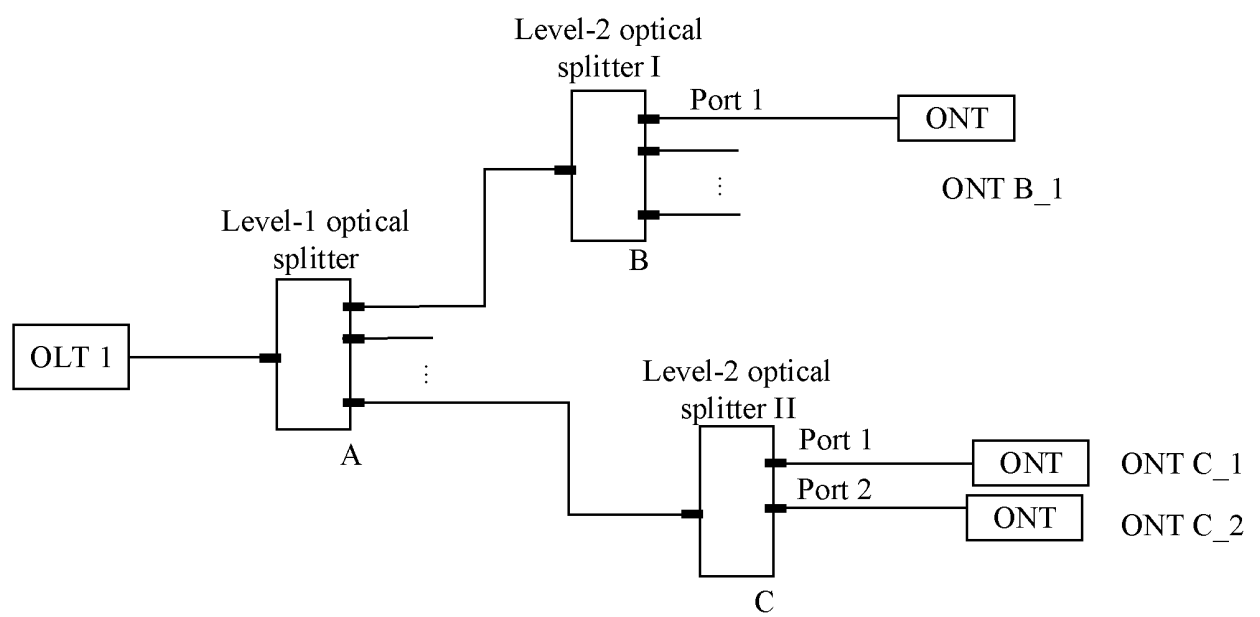 Level-2 optical
splitter I
Port 1
ONT
ONT B_1
B
Level-1 optical
splitter
OLT 1
A
Level-2 optical
splitter II
Port 1
ONT
ONT C_1
Port 2
ONT
ONT C_2
C